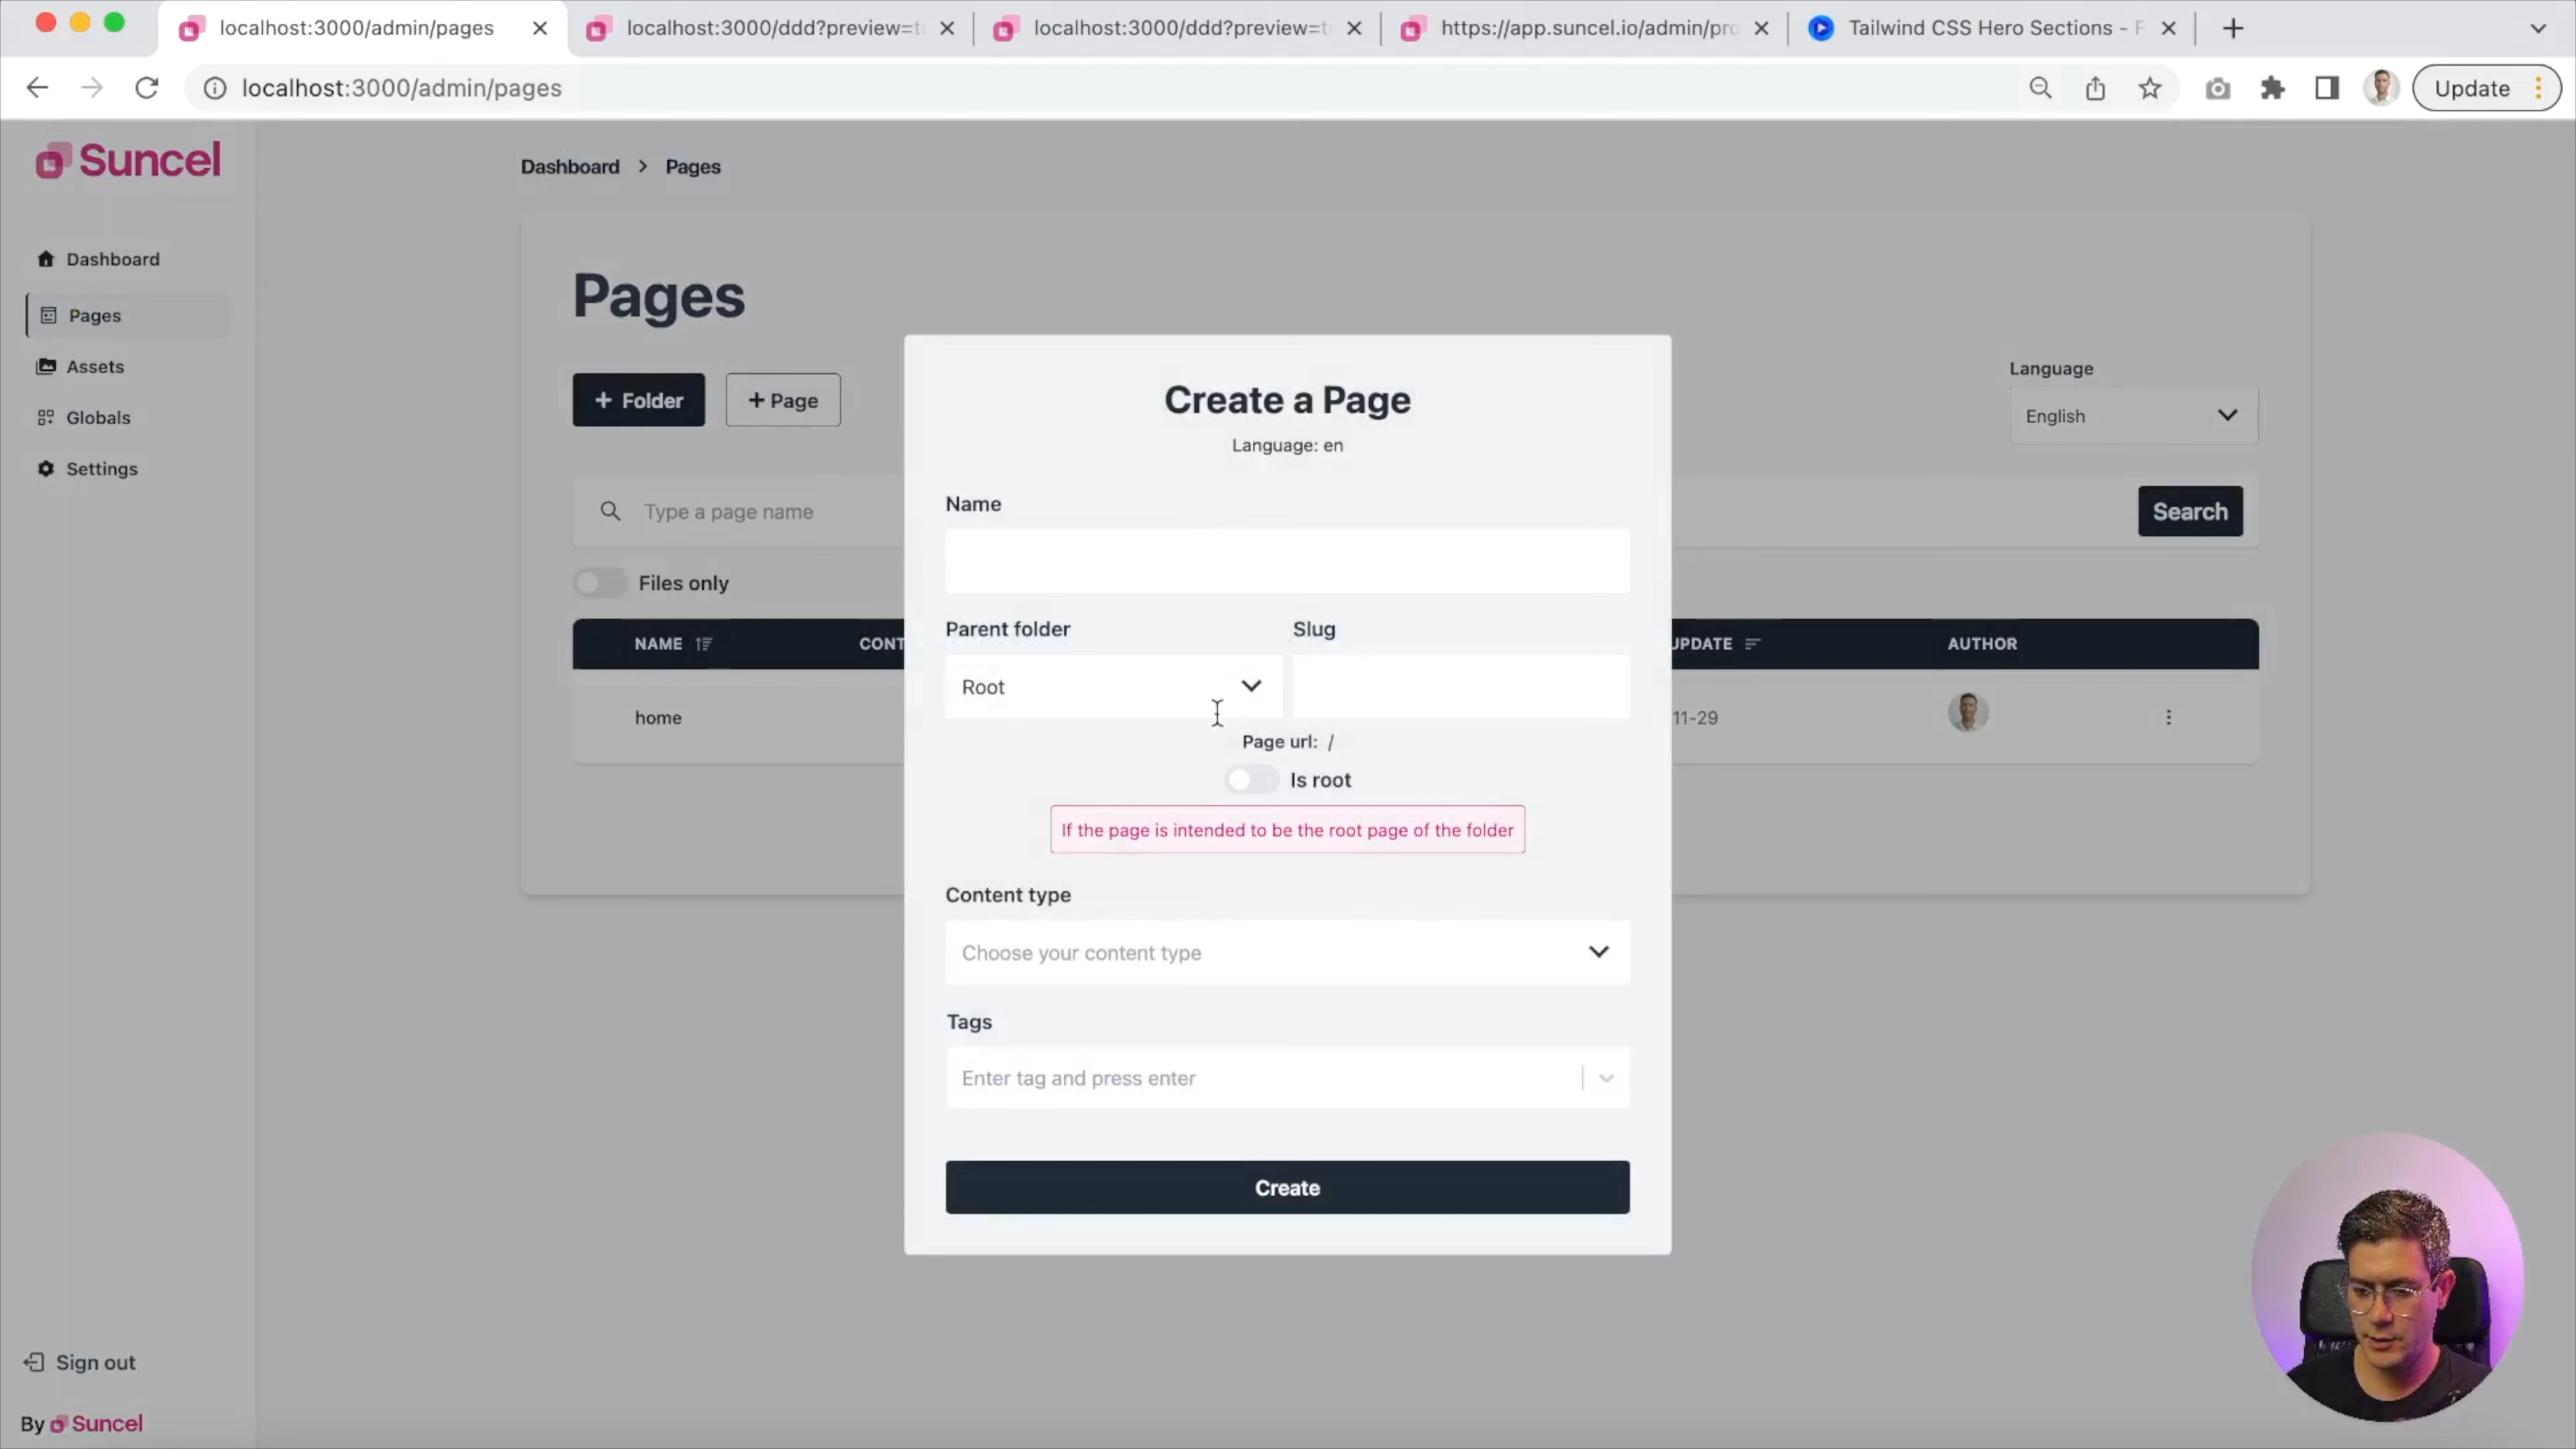 localhost:3000/admin/pages
localhost:3000/ddd?preview=t
localhost:3000/ddd?preview=t
https://app.suncel.io/admin/pro
Tailwind CSS Hero Sections - F
localhost:3000/admin/pages
Update
Suncel
Dashboard
Pages
Assets
Globals
Settings
Sign out
By Suncel
Dashboard > Pages
Pages
+ Folder
+ Page
Language
English
Type a page name
Search
Files only
NAME
CONT
UPDATE
AUTHOR
home
11-29
Create a Page
Language: en
Name
Parent folder
Slug
Root
Page url: /
Is root
If the page is intended to be the root page of the folder
Content type
Choose your content type
Tags
Enter tag and press enter
Create